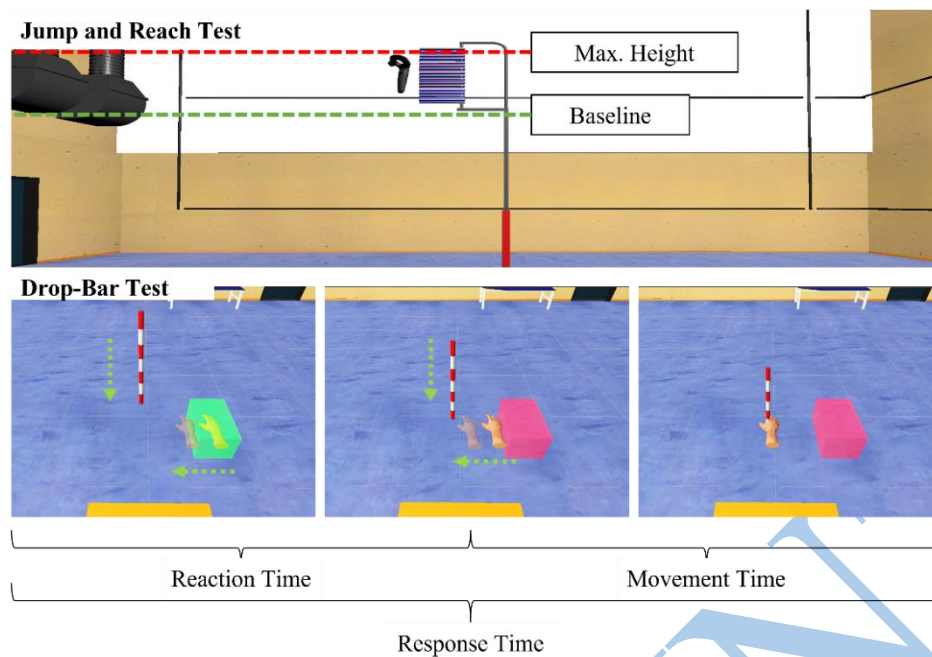 Jump and Reach Test
Max. Height
Baseline
Drop-Bar Test
Reaction Time
Movement Time
Response Time